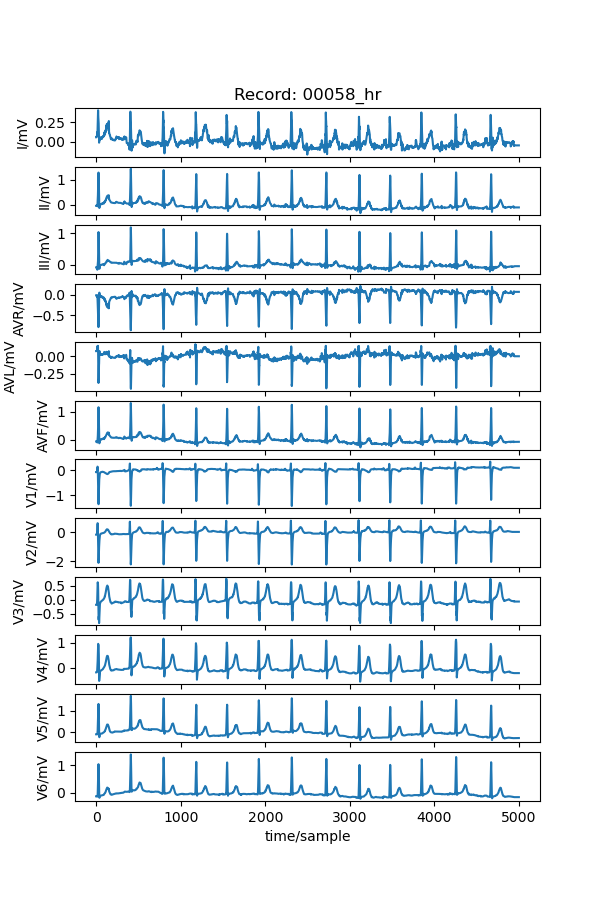 Record: 00058_hr
I/mV
0.25
0.00
II/mV
1
0
III/mV
1
0
AVR/mV
0.0
−0.5
AVL/mV
0.00
−0.25
AVF/mV
1
0
V1/mV
0
−1
V2/mV
0
−2
V3/mV
0.5
0.0
−0.5
V4/mV
1
0
V5/mV
1
0
V6/mV
1
0
0 1000 2000 3000 4000 5000
time/sample